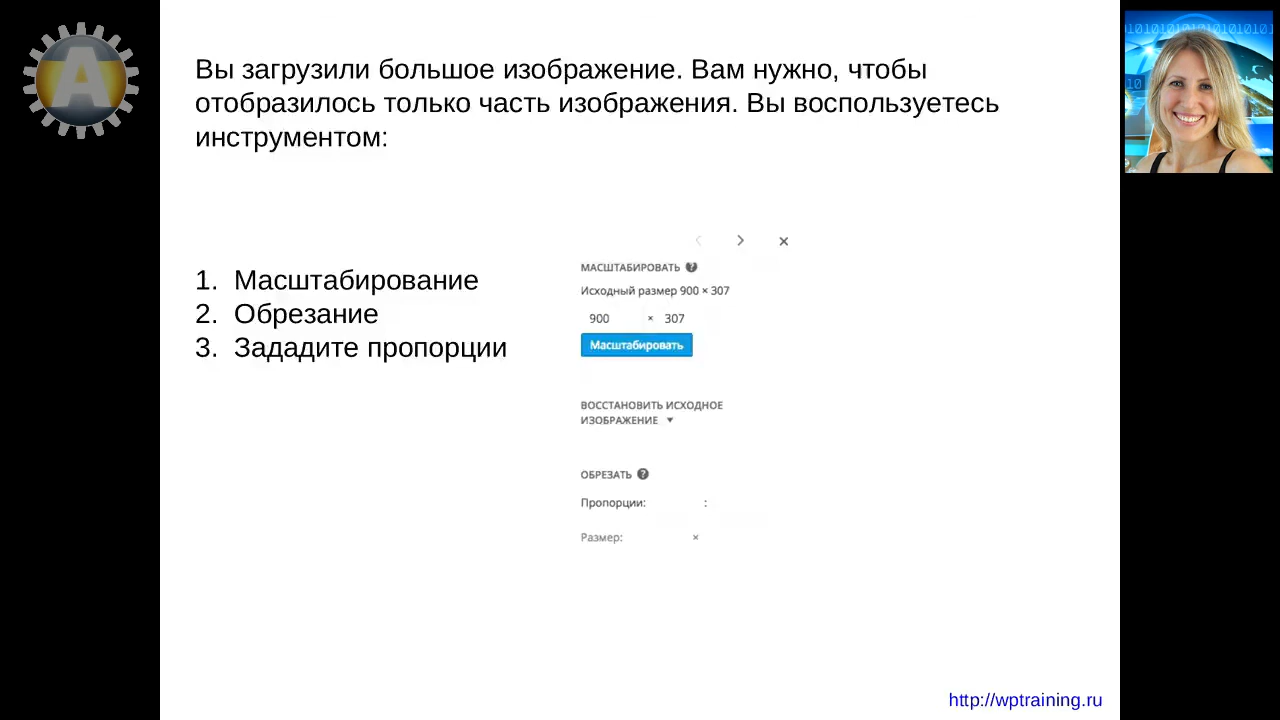 Вы загрузили большое изображение. Вам нужно, чтобы
отобразилось только часть изображения. Вы воспользуетесь
инструментом:
1. Масштабирование
2. Обрезание
3. Зададите пропорции
МАСШТАБИРОВАТЬ ?
Исходный размер 900 × 307
900 × 307
Масштабировать
ВОССТАНОВИТЬ ИСХОДНОЕ
ИЗОБРАЖЕНИЕ
ОБРЕЗАТЬ ?
Пропорции: :
Размер: ×
http://wptraining.ru
A